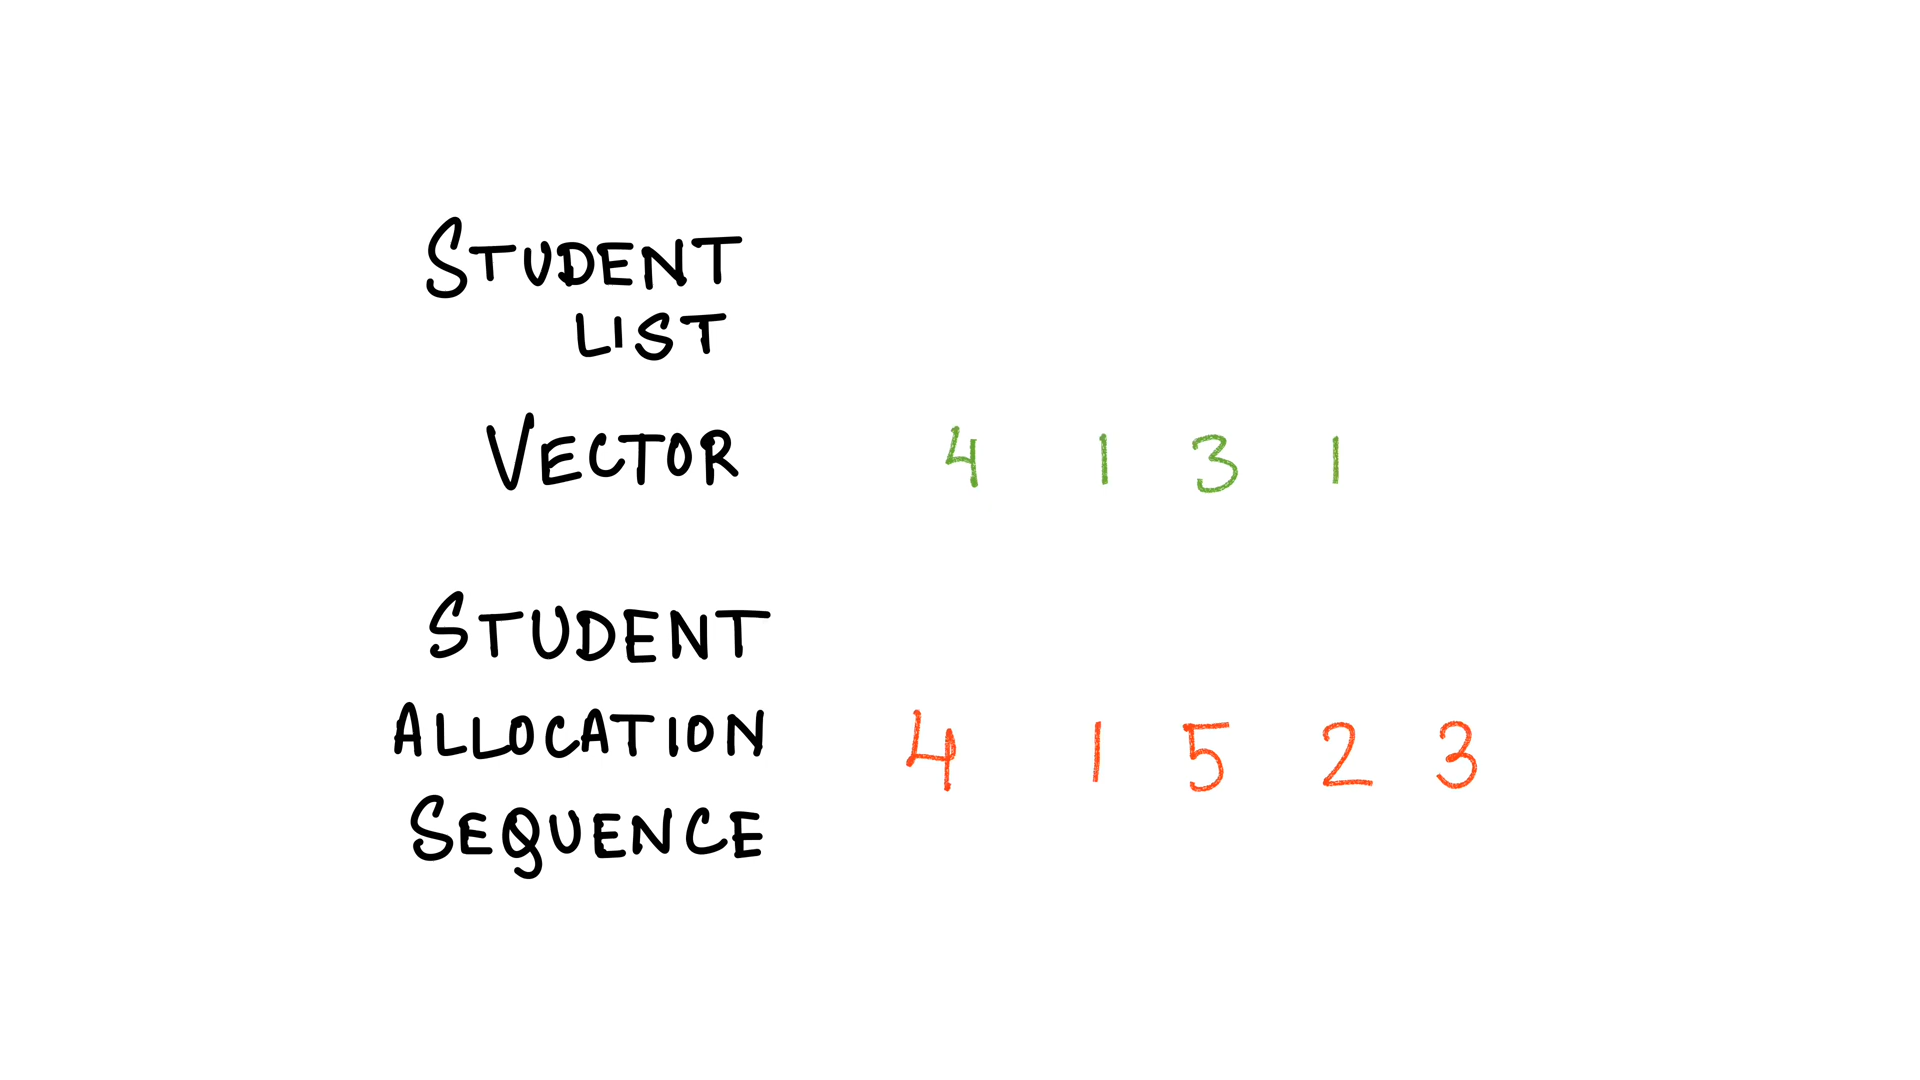 STUDENT
LIST
VECTOR 4 1 3 1
STUDENT
ALLOCATION 4 1 5 2 3
SEQUENCE